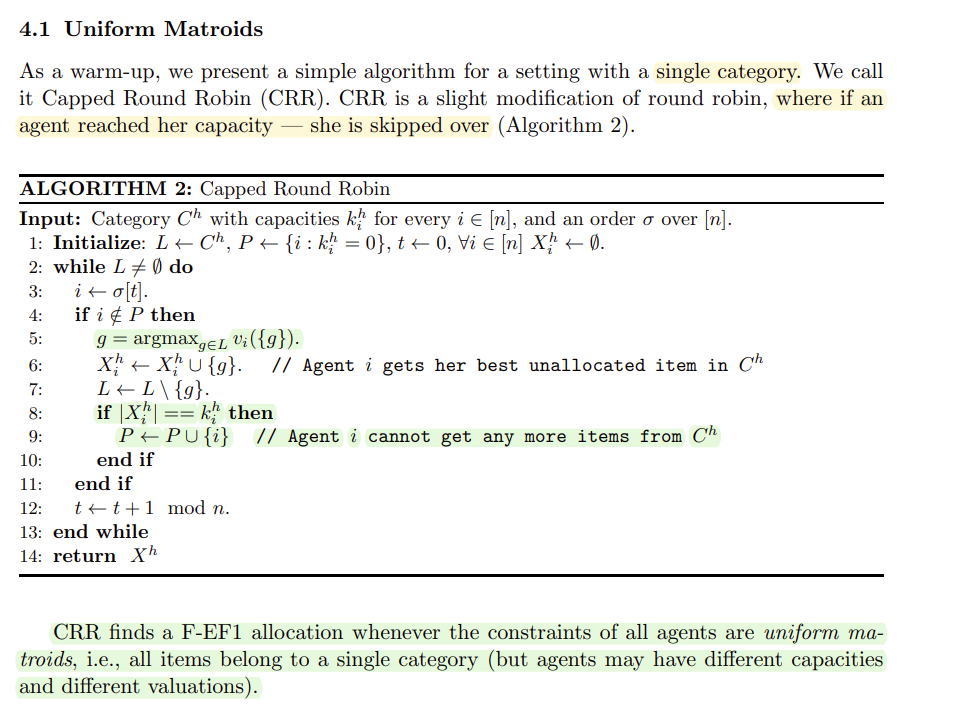 4.1 Uniform Matroids
As a warm-up, we present a simple algorithm for a setting with a single category. We call
it Capped Round Robin (CRR). CRR is a slight modification of round robin, where if an
agent reached her capacity — she is skipped over (Algorithm 2).
ALGORITHM 2: Capped Round Robin
Input: Category C^h with capacities k_i^h for every i ∈ [n], and an order σ over [n].
1: Initialize: L ← C^h, P ← {i : k_i^h = 0}, t ← 0, ∀i ∈ [n] X_i^h ← ∅.
2: while L ≠ ∅ do
3: i ← σ[t].
4: if i ∉ P then
5: g = argmax_{g∈L} v_i({g}).
6: X_i^h ← X_i^h ∪ {g}. // Agent i gets her best unallocated item in C^h
7: L ← L \ {g}.
8: if |X_i^h| == k_i^h then
9: P ← P ∪ {i} // Agent i cannot get any more items from C^h
10: end if
11: end if
12: t ← t + 1 mod n.
13: end while
14: return X^h
CRR finds a F-EF1 allocation whenever the constraints of all agents are uniform ma-
troids, i.e., all items belong to a single category (but agents may have different capacities
and different valuations).